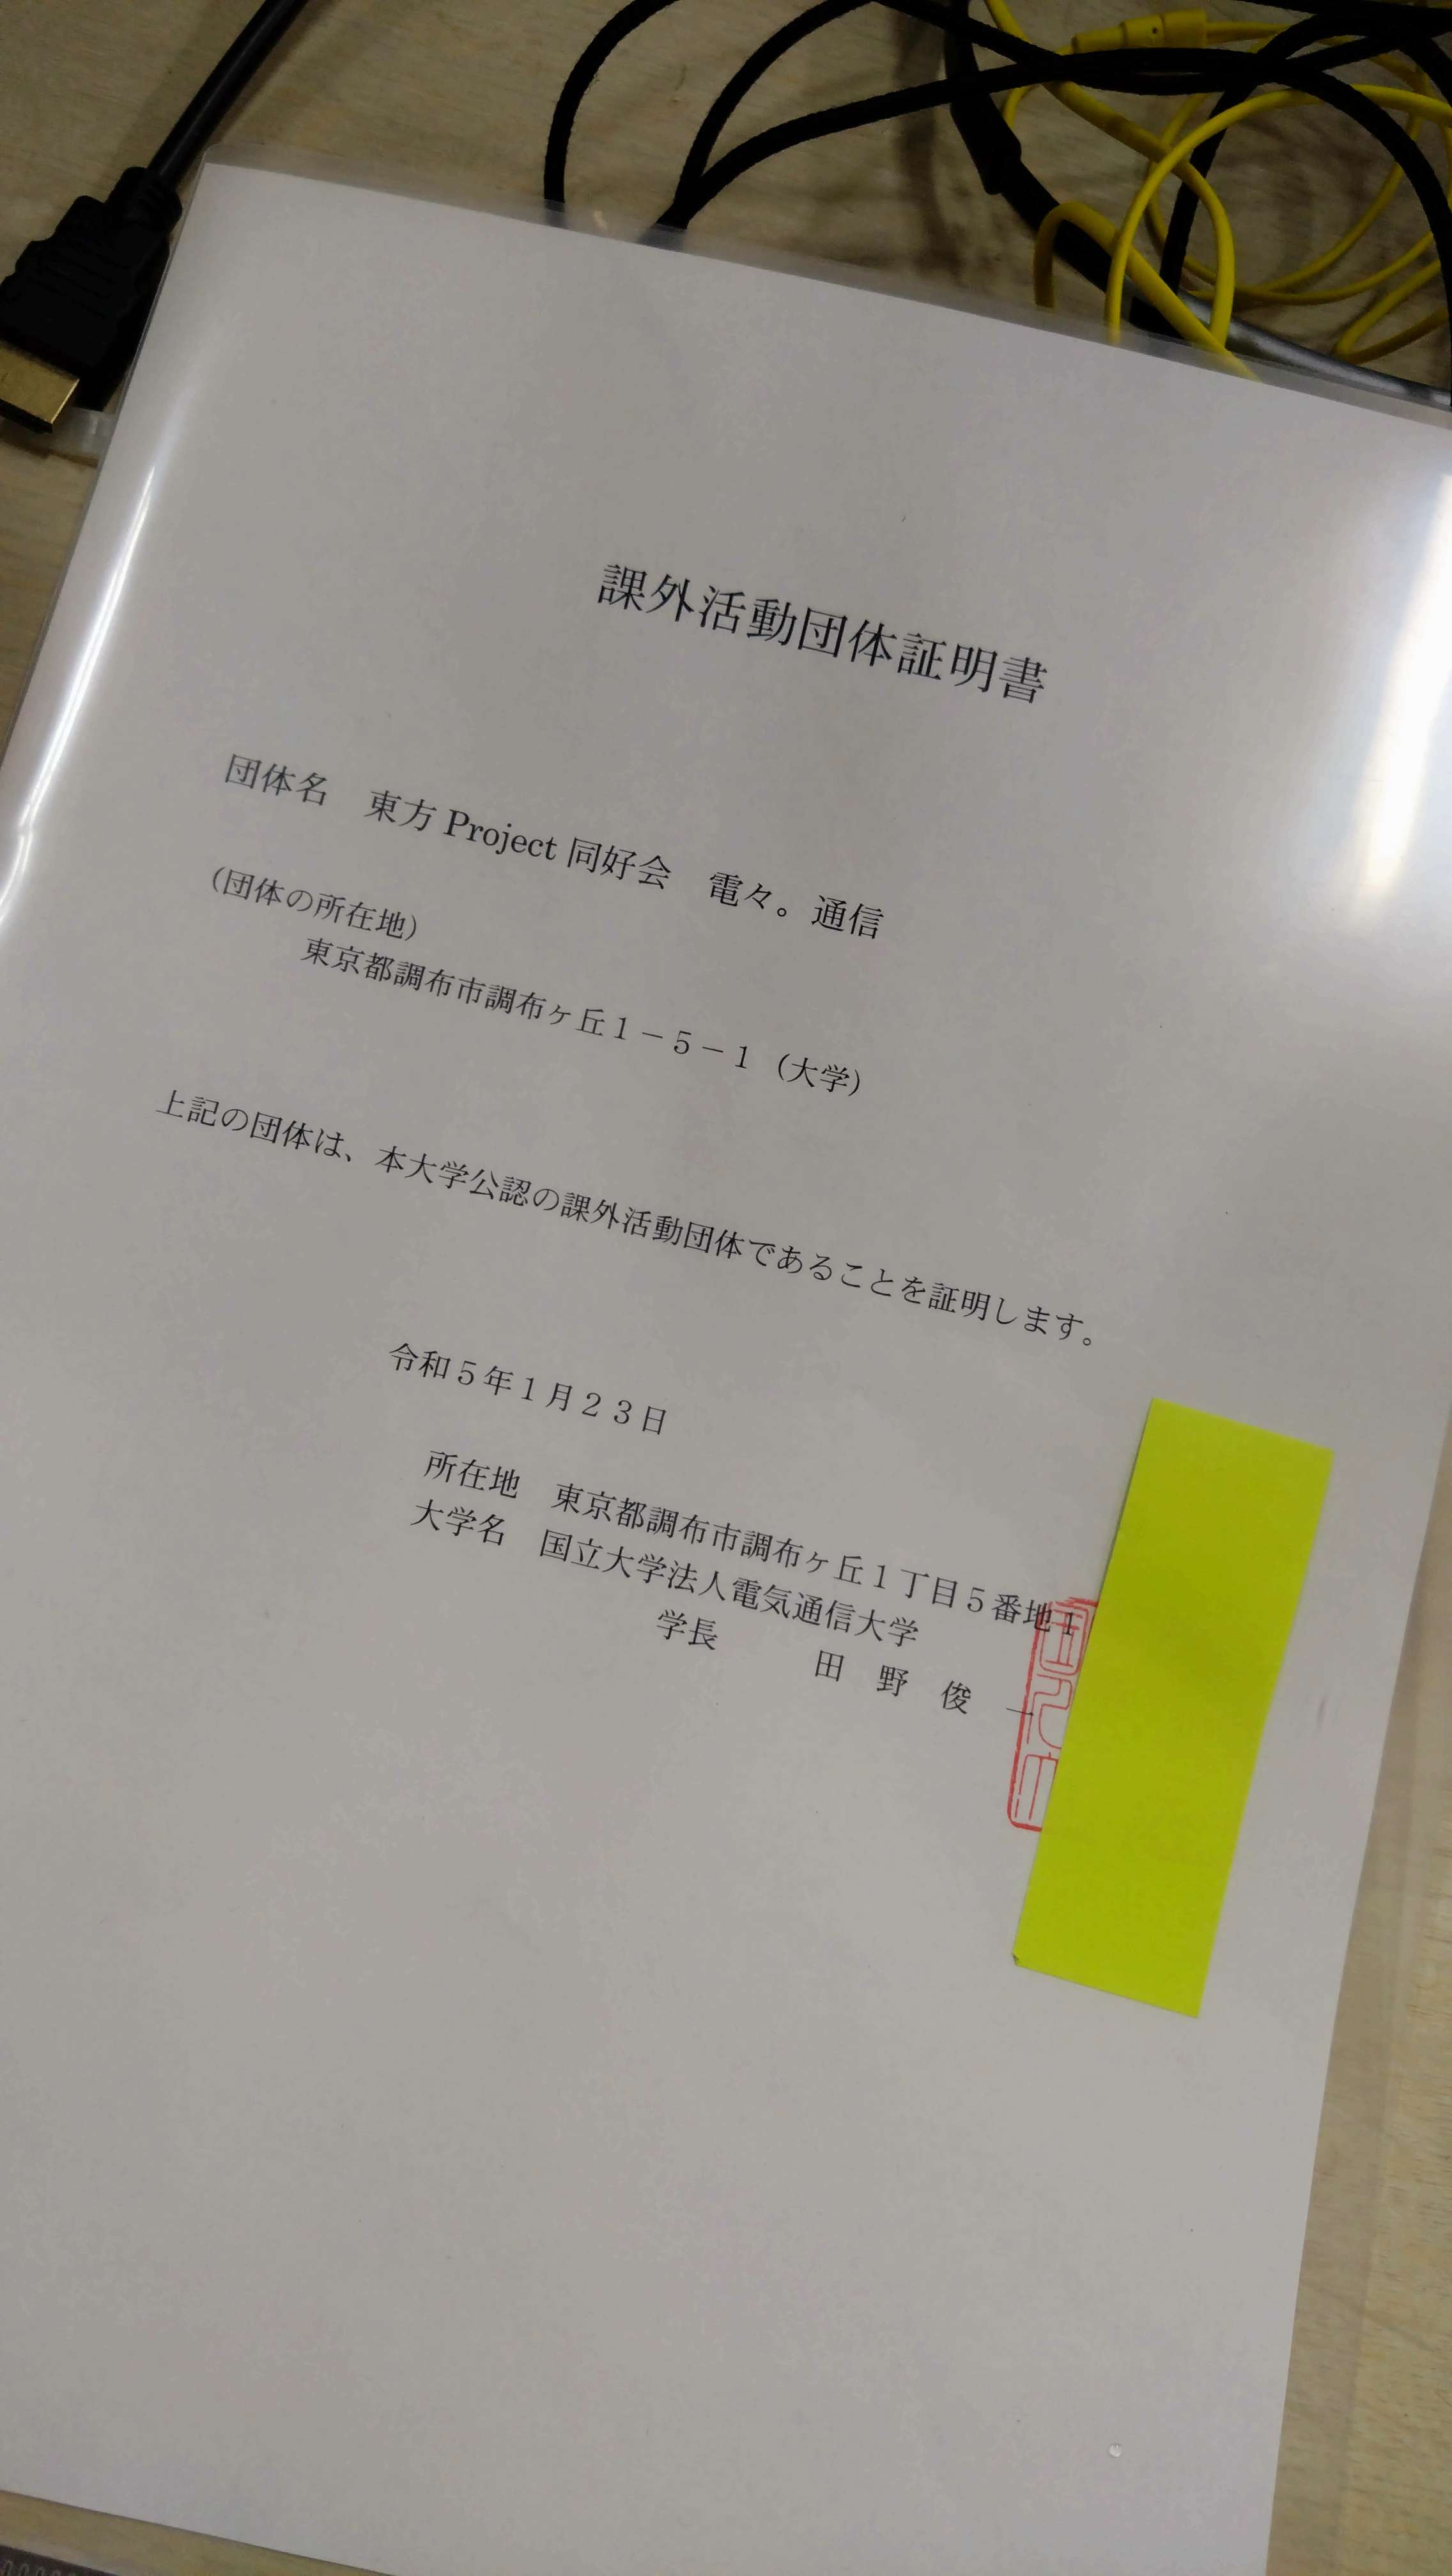 課外活動団体証明書
団体名　東方 Project 同好会　電々。通信
(団体の所在地)
東京都調布市調布ヶ丘１－５－１（大学）
上記の団体は、本大学公認の課外活動団体であることを証明します。
令和５年１月２３日
所在地　東京都調布市調布ヶ丘１丁目５番地１
大学名　国立大学法人電気通信大学
学長　　　田　野　俊　一